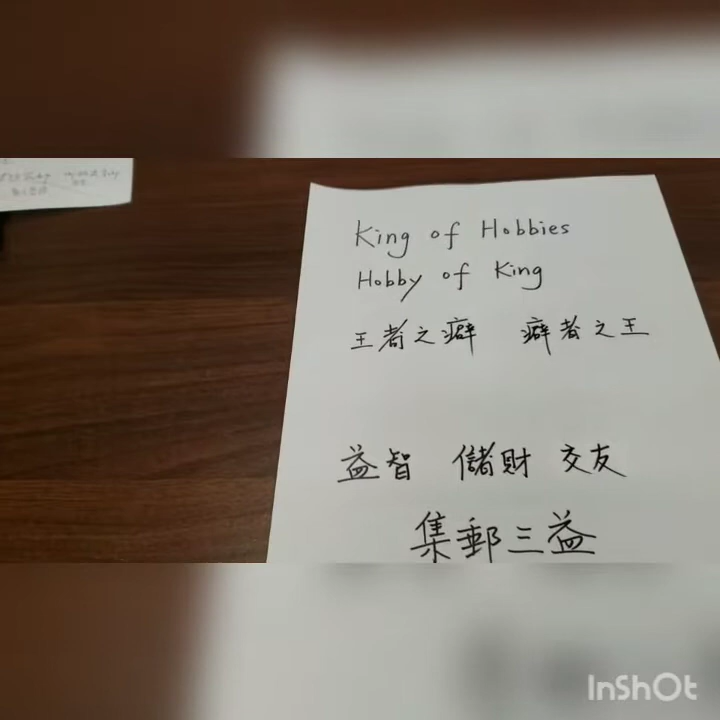 King of Hobbies
Hobby of King
王者之癖 癖者之王
益智 儲財 交友
集郵三益
InShOt